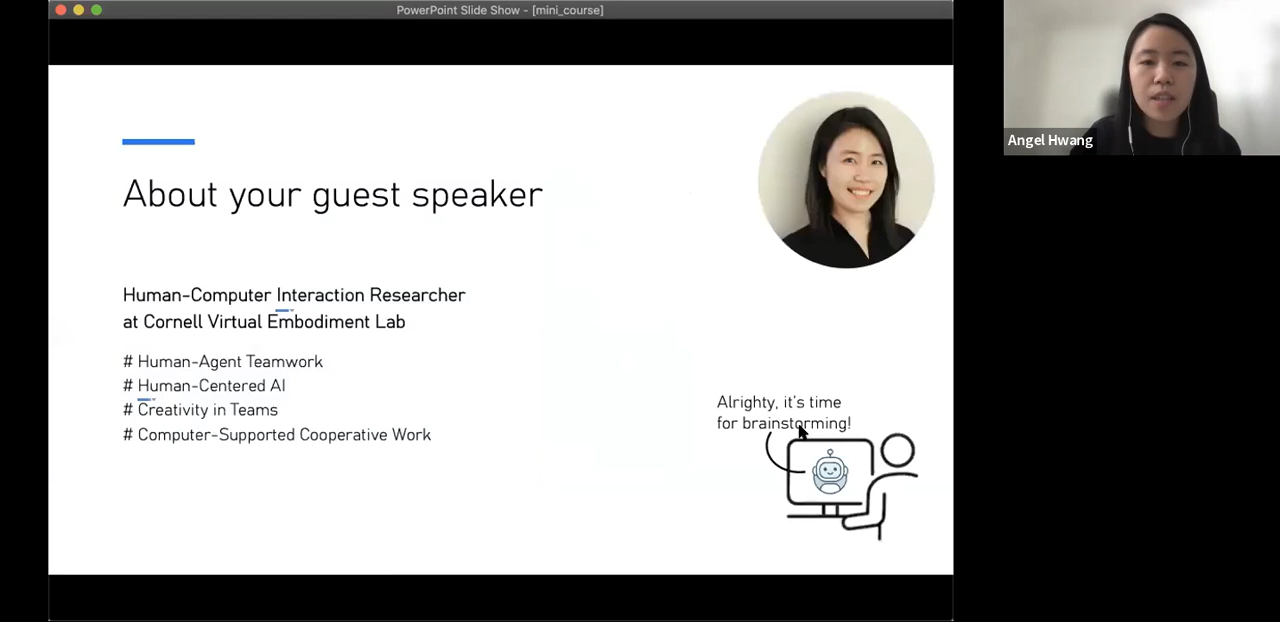 PowerPoint Slide Show - [mini_course]
About your guest speaker
Human-Computer Interaction Researcher
at Cornell Virtual Embodiment Lab
# Human-Agent Teamwork
# Human-Centered AI
# Creativity in Teams
# Computer-Supported Cooperative Work
Alrighty, it's time
for brainstorming!
Angel Hwang